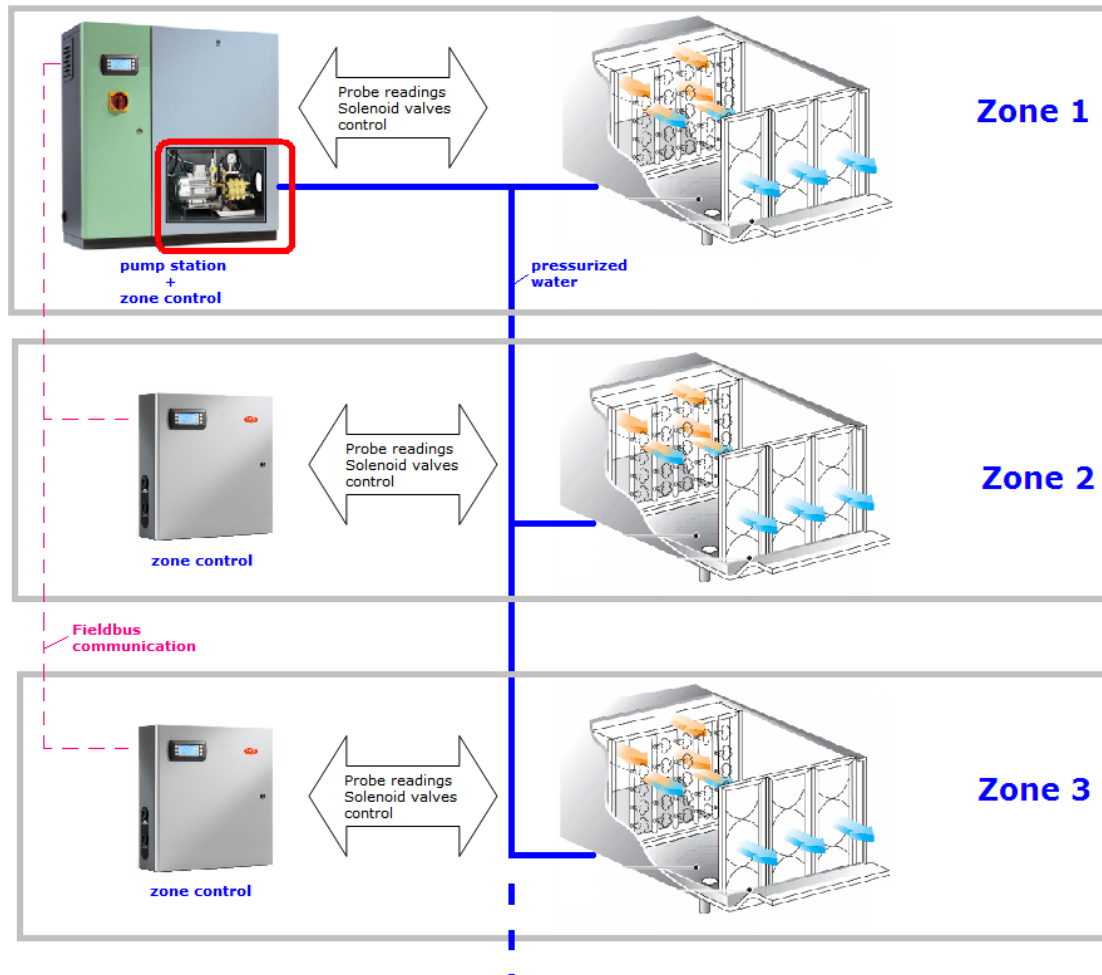 Probe readings
Solenoid valves
control
Zone 1
pump station
+
zone control
pressurized
water
Probe readings
Solenoid valves
control
Zone 2
zone control
Fieldbus
communication
Probe readings
Solenoid valves
control
Zone 3
zone control